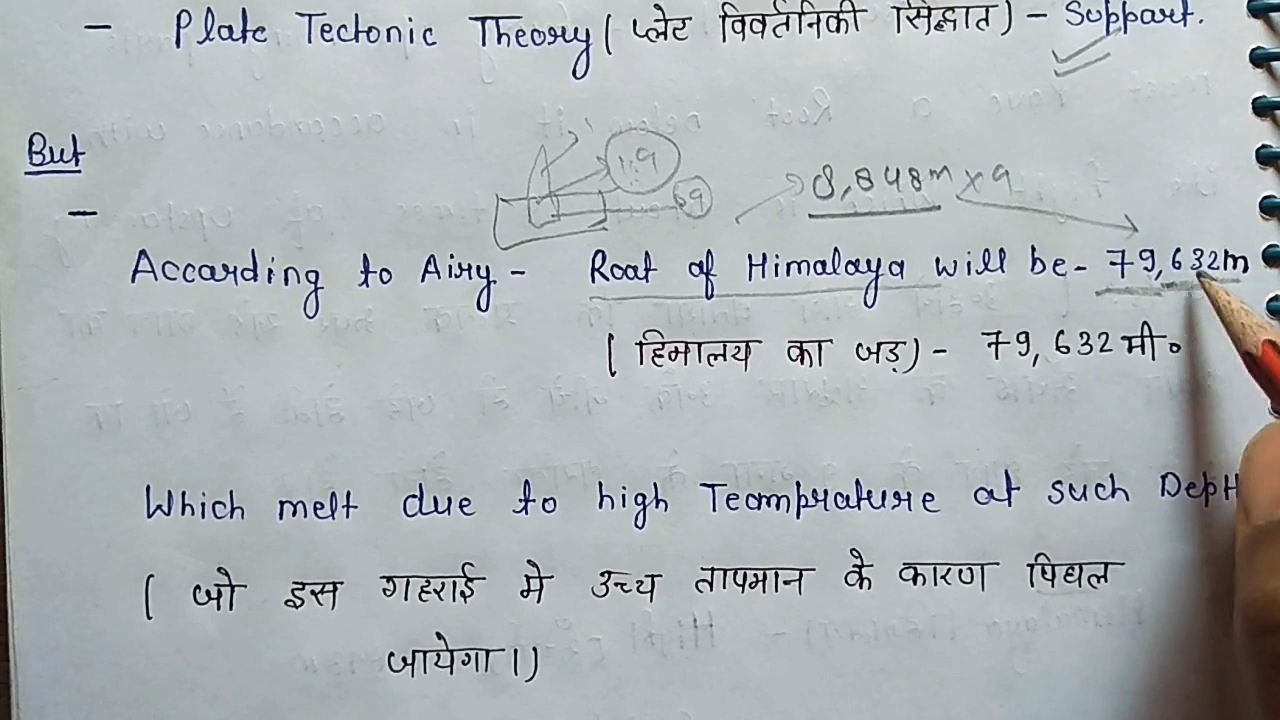 - Plate Tectonic Theory ( प्लेट विवर्तनिकी सिद्धात) - Support.
But
1:9
9
8,848m x 9
-
According to Airy - Root of Himalaya will be - 79,632m
( हिमालय का जड़) - 79,632 मी०
Which melt due to high Teamprature at such Depth
( जो इस गहराई मे उच्च तापमान के कारण पिघल
जायेगा।)